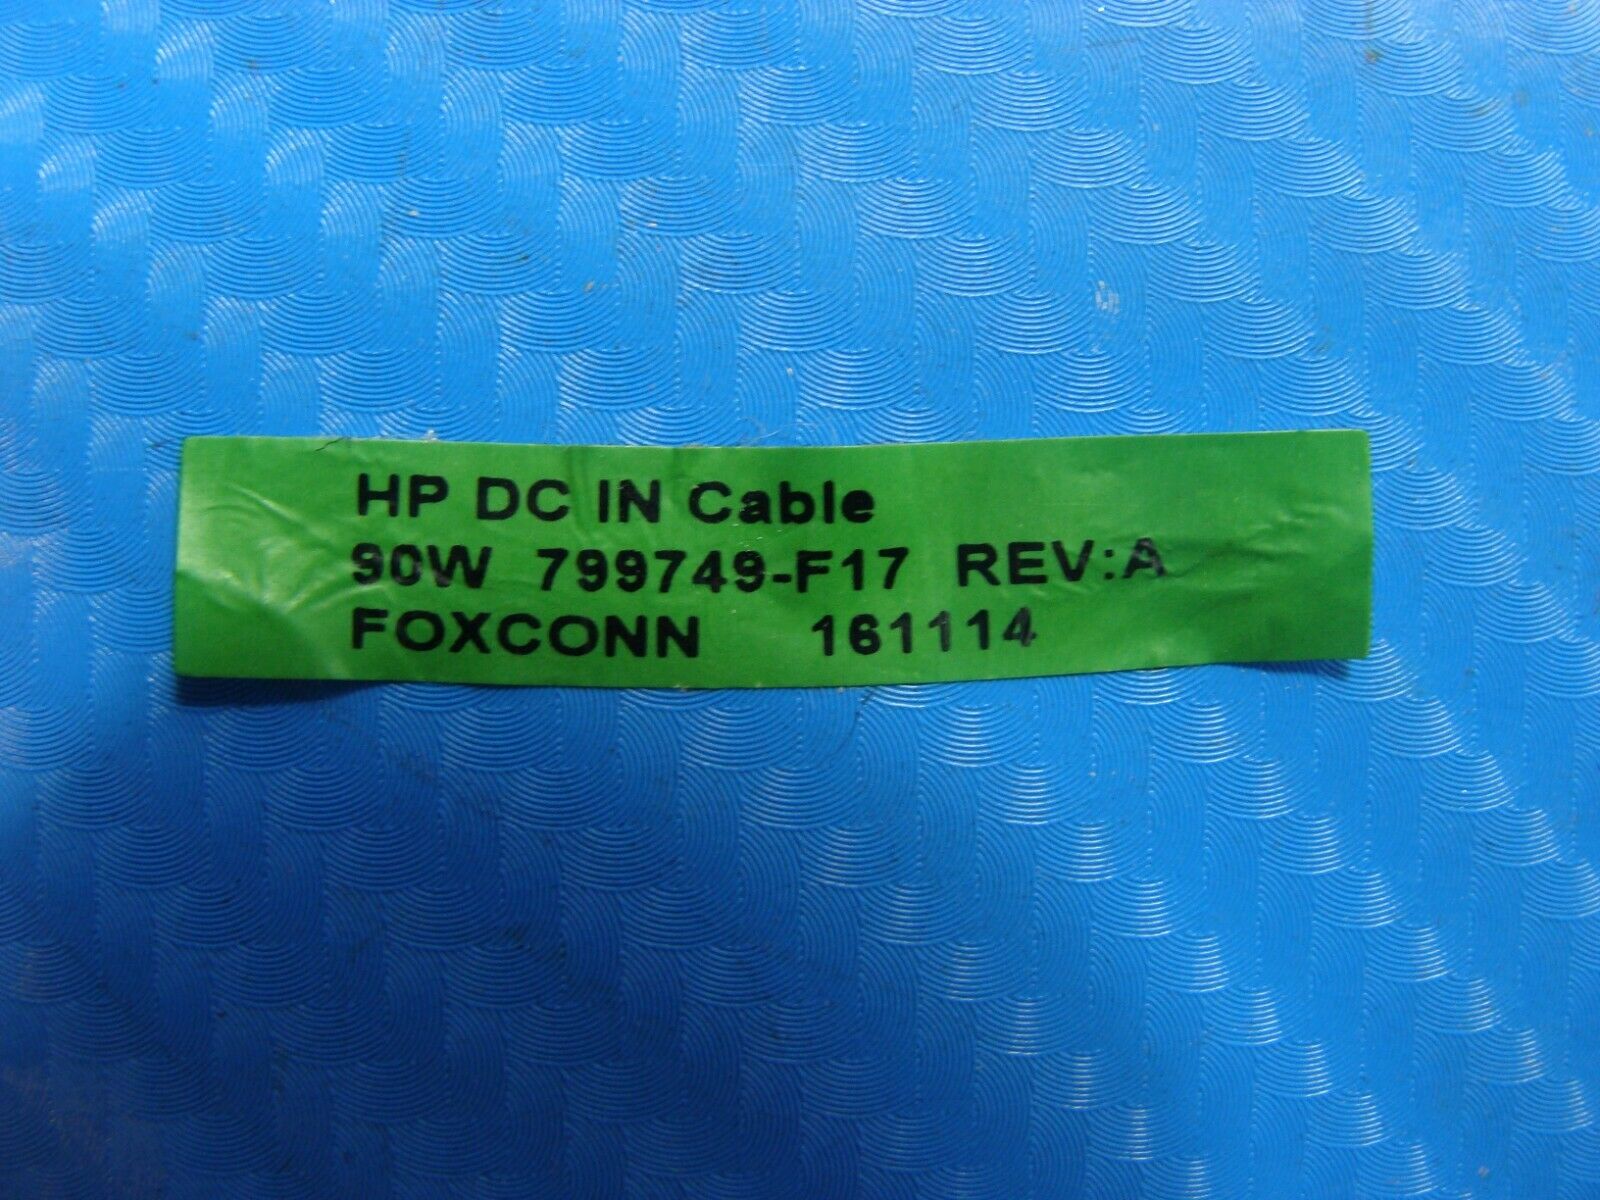 HP DC IN Cable
90W 799749-F17 REV:A
FOXCONN 161114